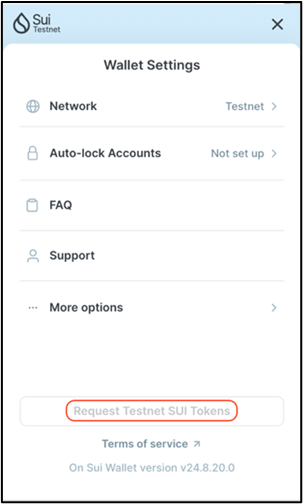 Sui
Testnet
Wallet Settings
Network Testnet
Auto-lock Accounts Not set up
FAQ
Support
More options
Request Testnet SUI Tokens
Terms of service
On Sui Wallet version v24.8.20.0